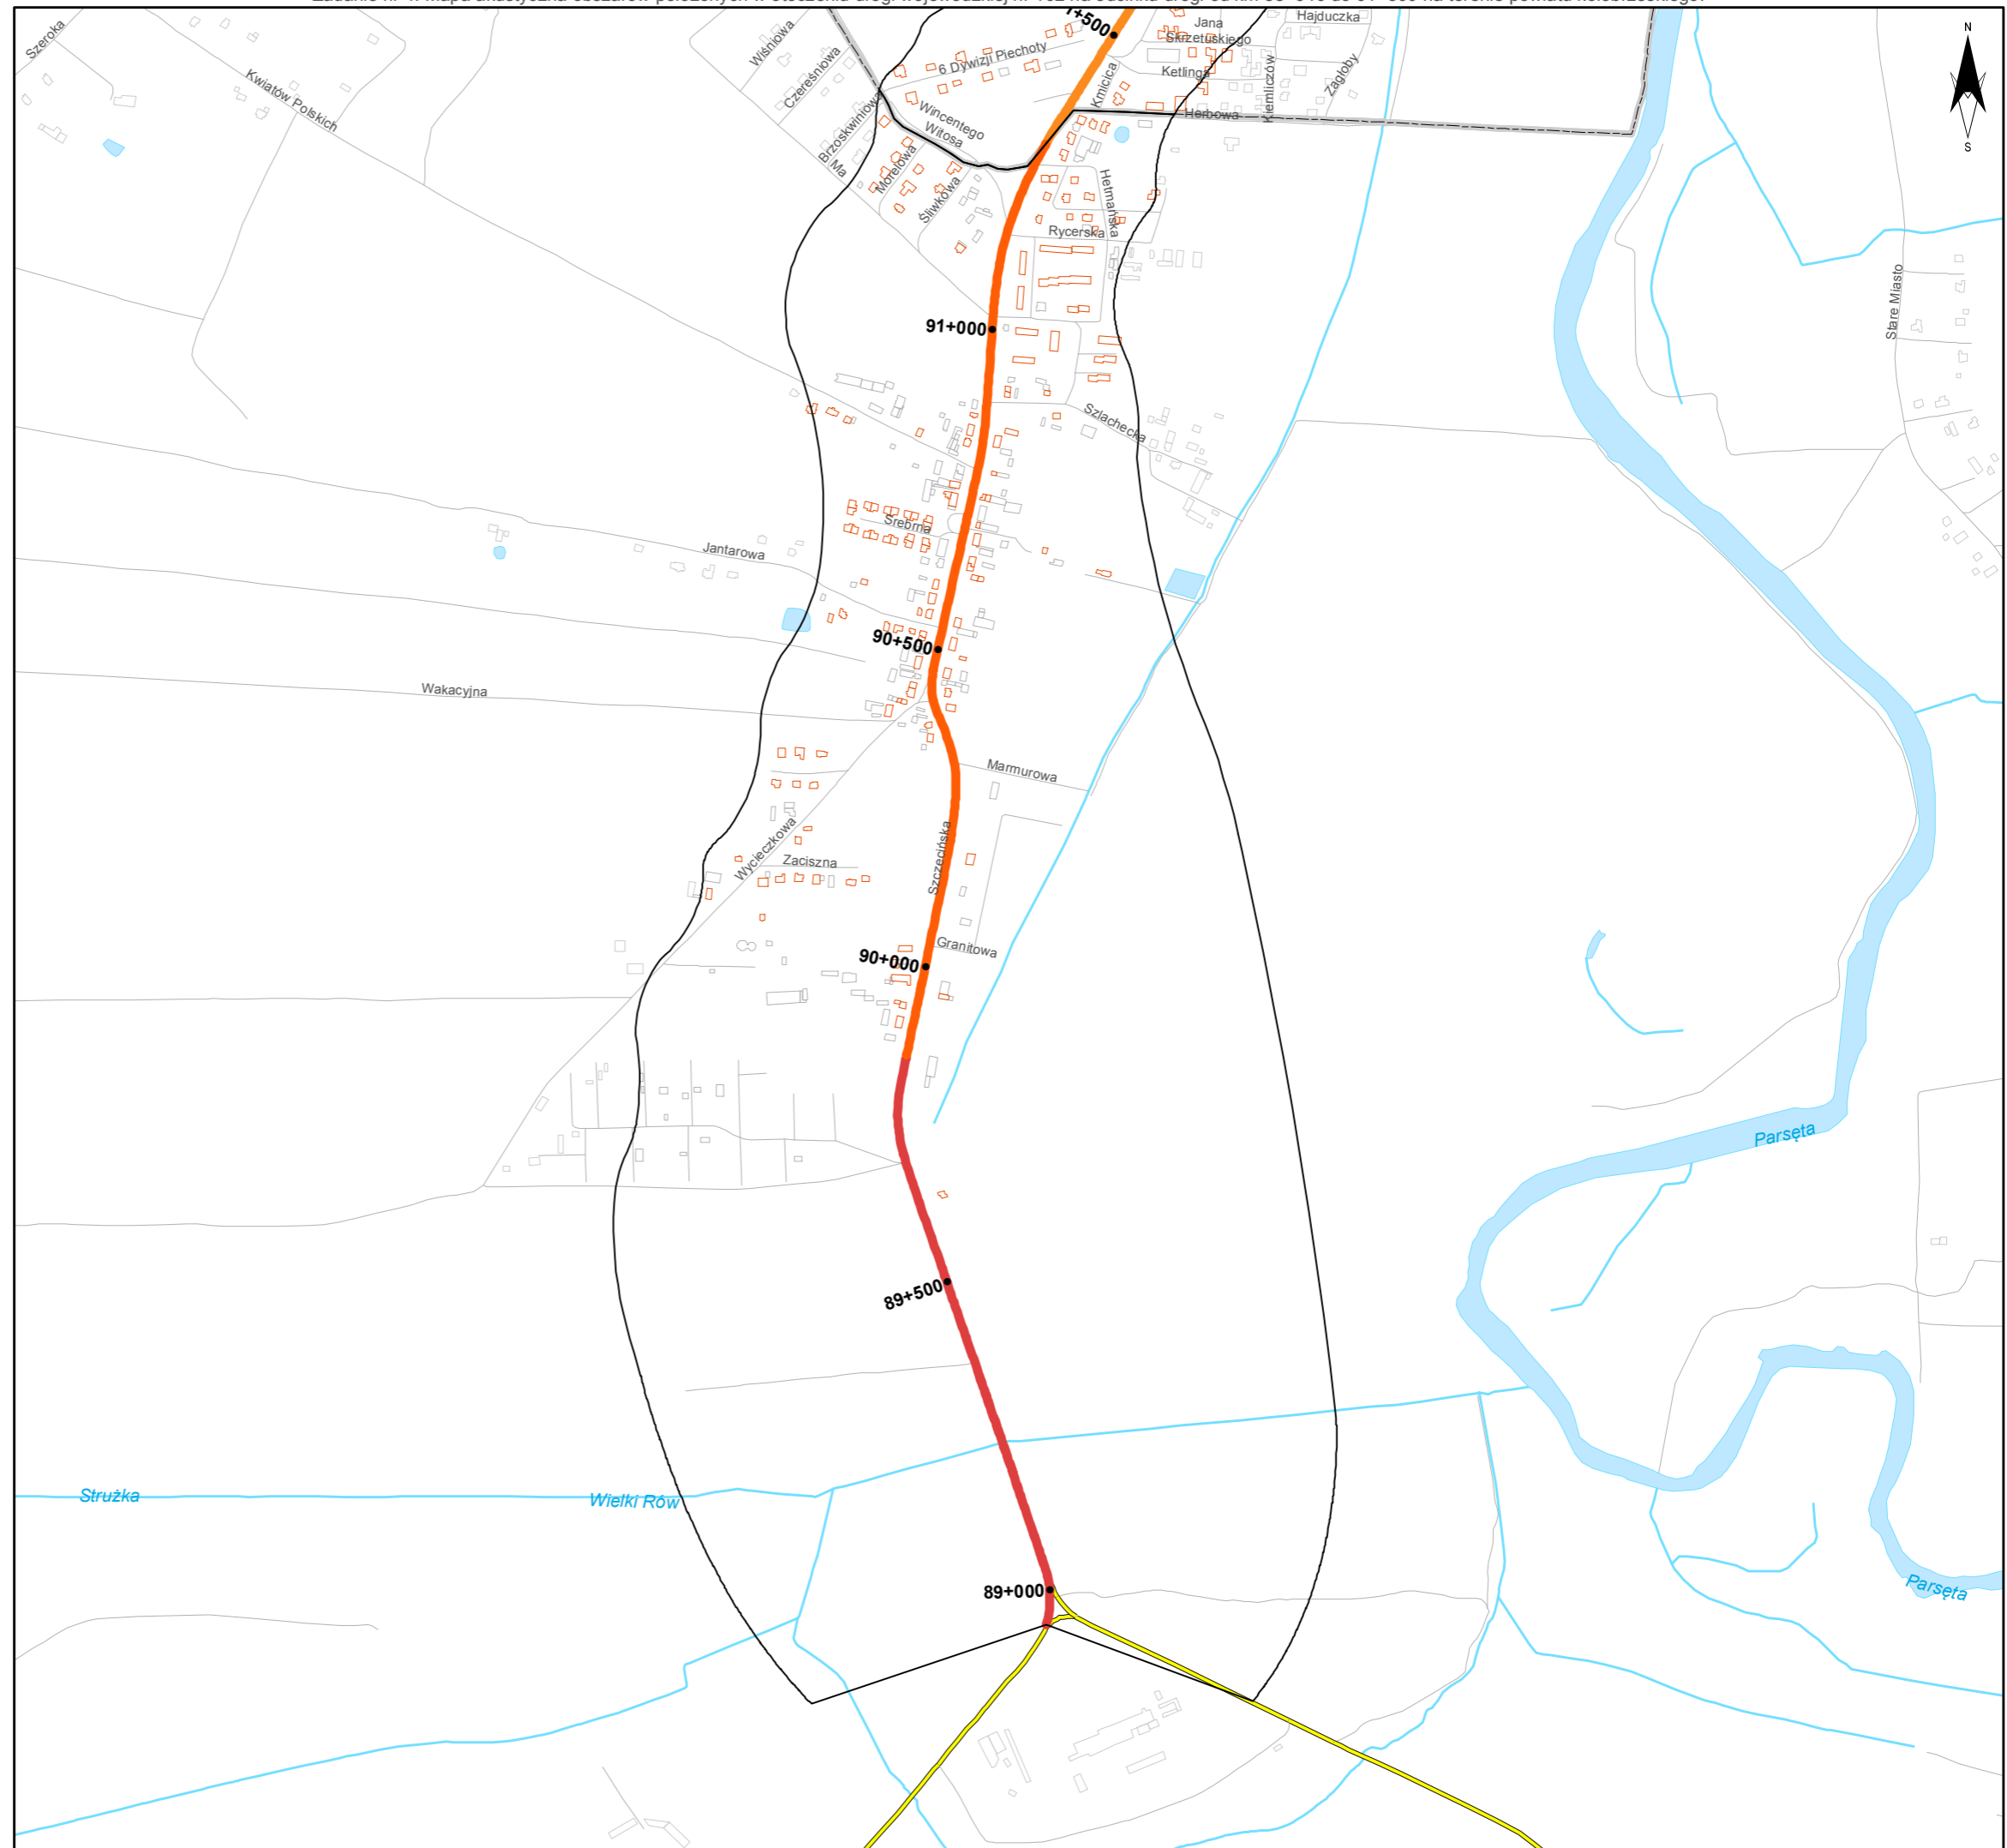 Szeroka
Kwiatów Polskich
Wiśniowa
Czereśniowa
Brzoskwiniowa
Ma
6 Dywizji Piechoty
Wincentego
Witosa
Morelowa
Śliwkowa
+500
Kmicica
Jana
Skrzetuskiego
Ketlinga
Hajduczka
Kiemliczów
Zagłoby
Herbowa
N
S
Hetmańska
Rycerska
Stare Miasto
91+000
Szlachecka
Srebrna
Jantarowa
90+500
Wakacyjna
Marmurowa
Szczecińska
Wycieczkowa
Zaciszna
Granitowa
90+000
Parsęta
89+500
Strużka
Wielki Rów
89+000
Parsęta